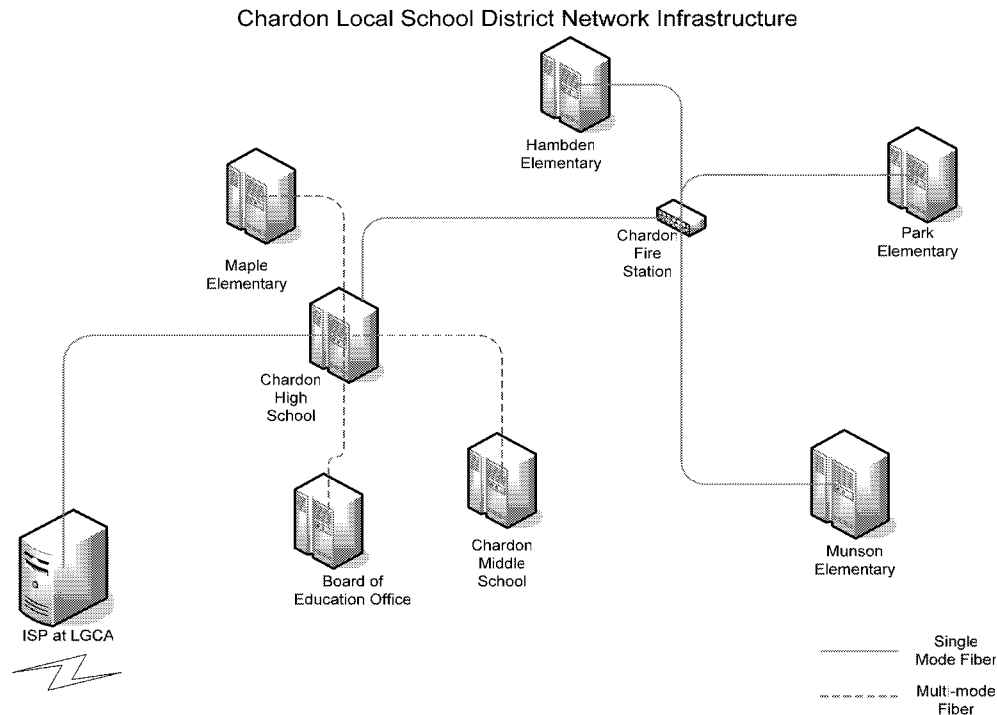 Chardon Local School District Network Infrastructure
Hambden
Elementary
Park
Elementary
Maple
Elementary
Chardon
Fire
Station
Chardon
High
School
ISP at LGCA
Board of
Education Office
Chardon
Middle
School
Munson
Elementary
Single
Mode Fiber
Multi-mode
Fiber